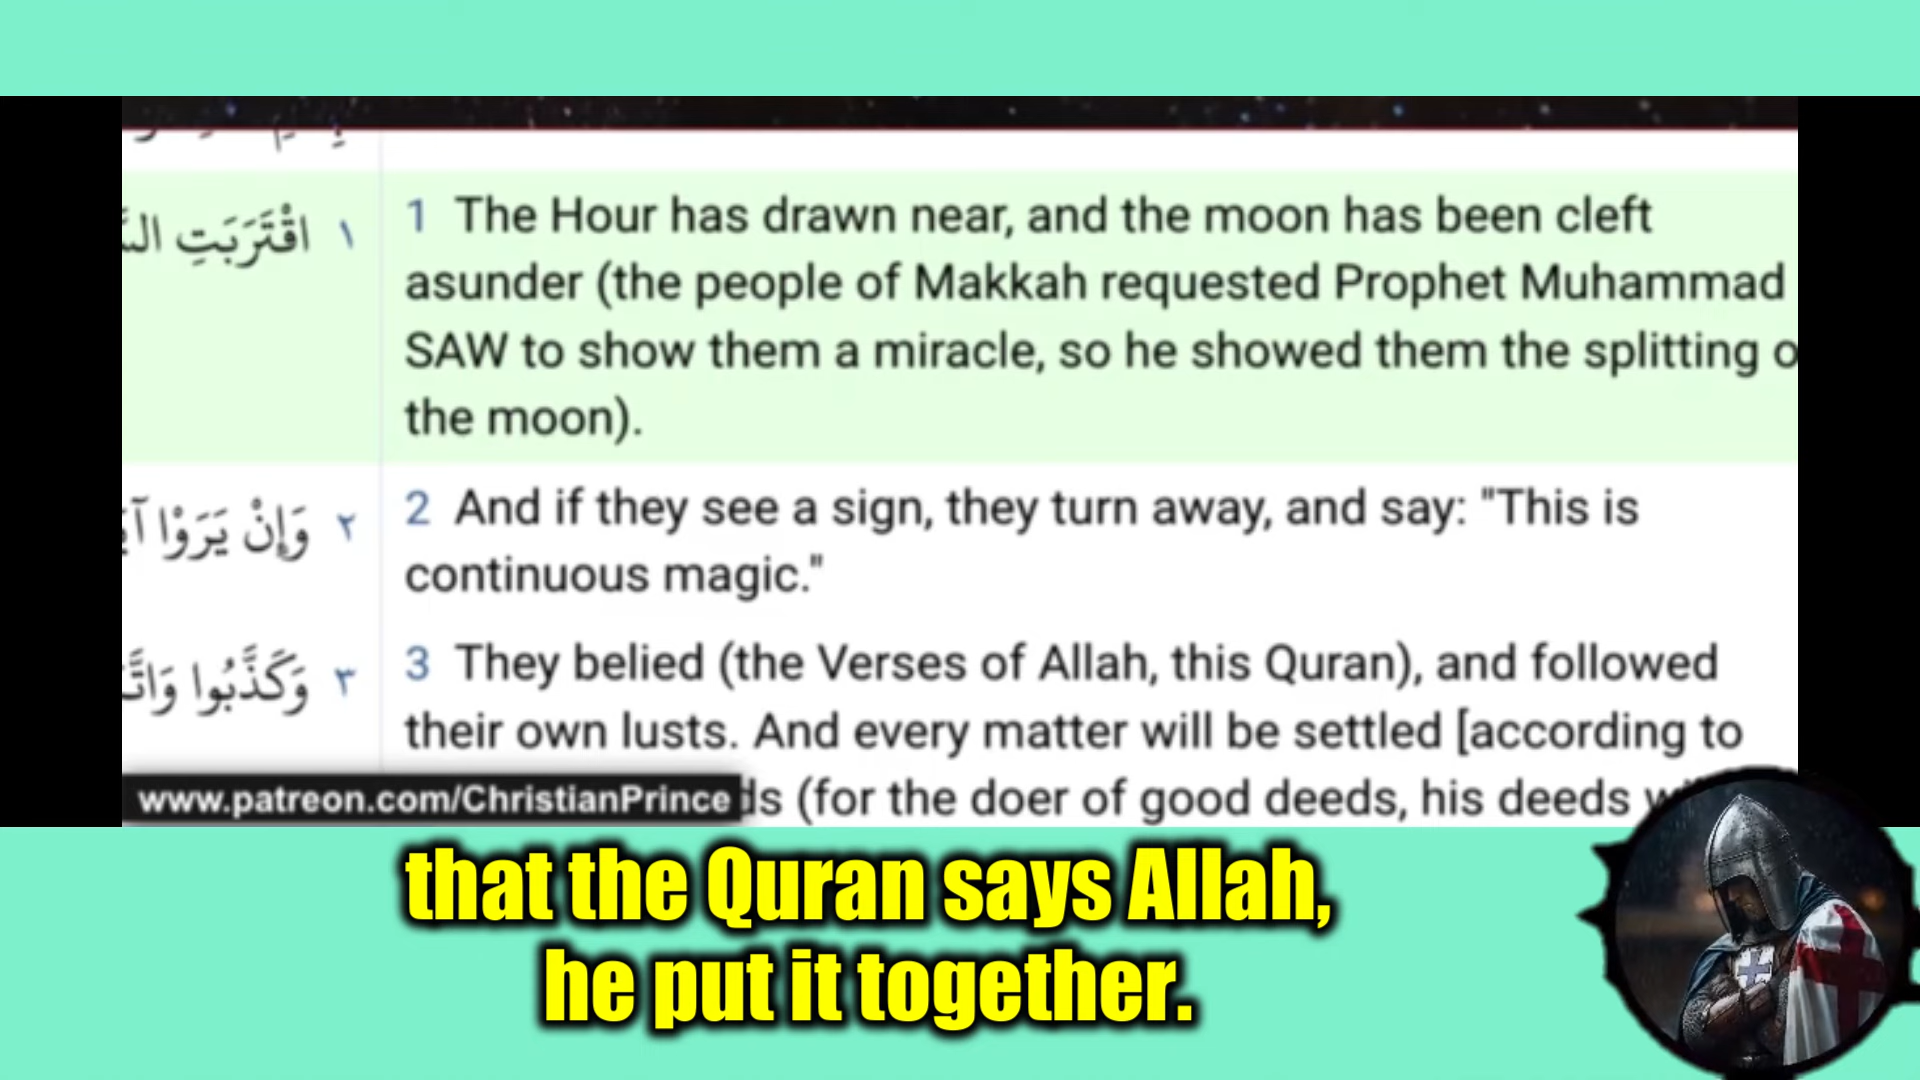 ١ اقْتَرَبَتِ
1 The Hour has drawn near, and the moon has been cleft
asunder (the people of Makkah requested Prophet Muhammad
SAW to show them a miracle, so he showed them the splitting
the moon).
٢ وَإِنْ يَرَوْا
2 And if they see a sign, they turn away, and say: "This is
continuous magic."
٣ وَكَذَّبُوا
3 They belied (the Verses of Allah, this Quran), and followed
their own lusts. And every matter will be settled [according to
(for the doer of good deeds, his deeds
www.patreon.com/ChristianPrince
that the Quran says Allah,
he put it together.